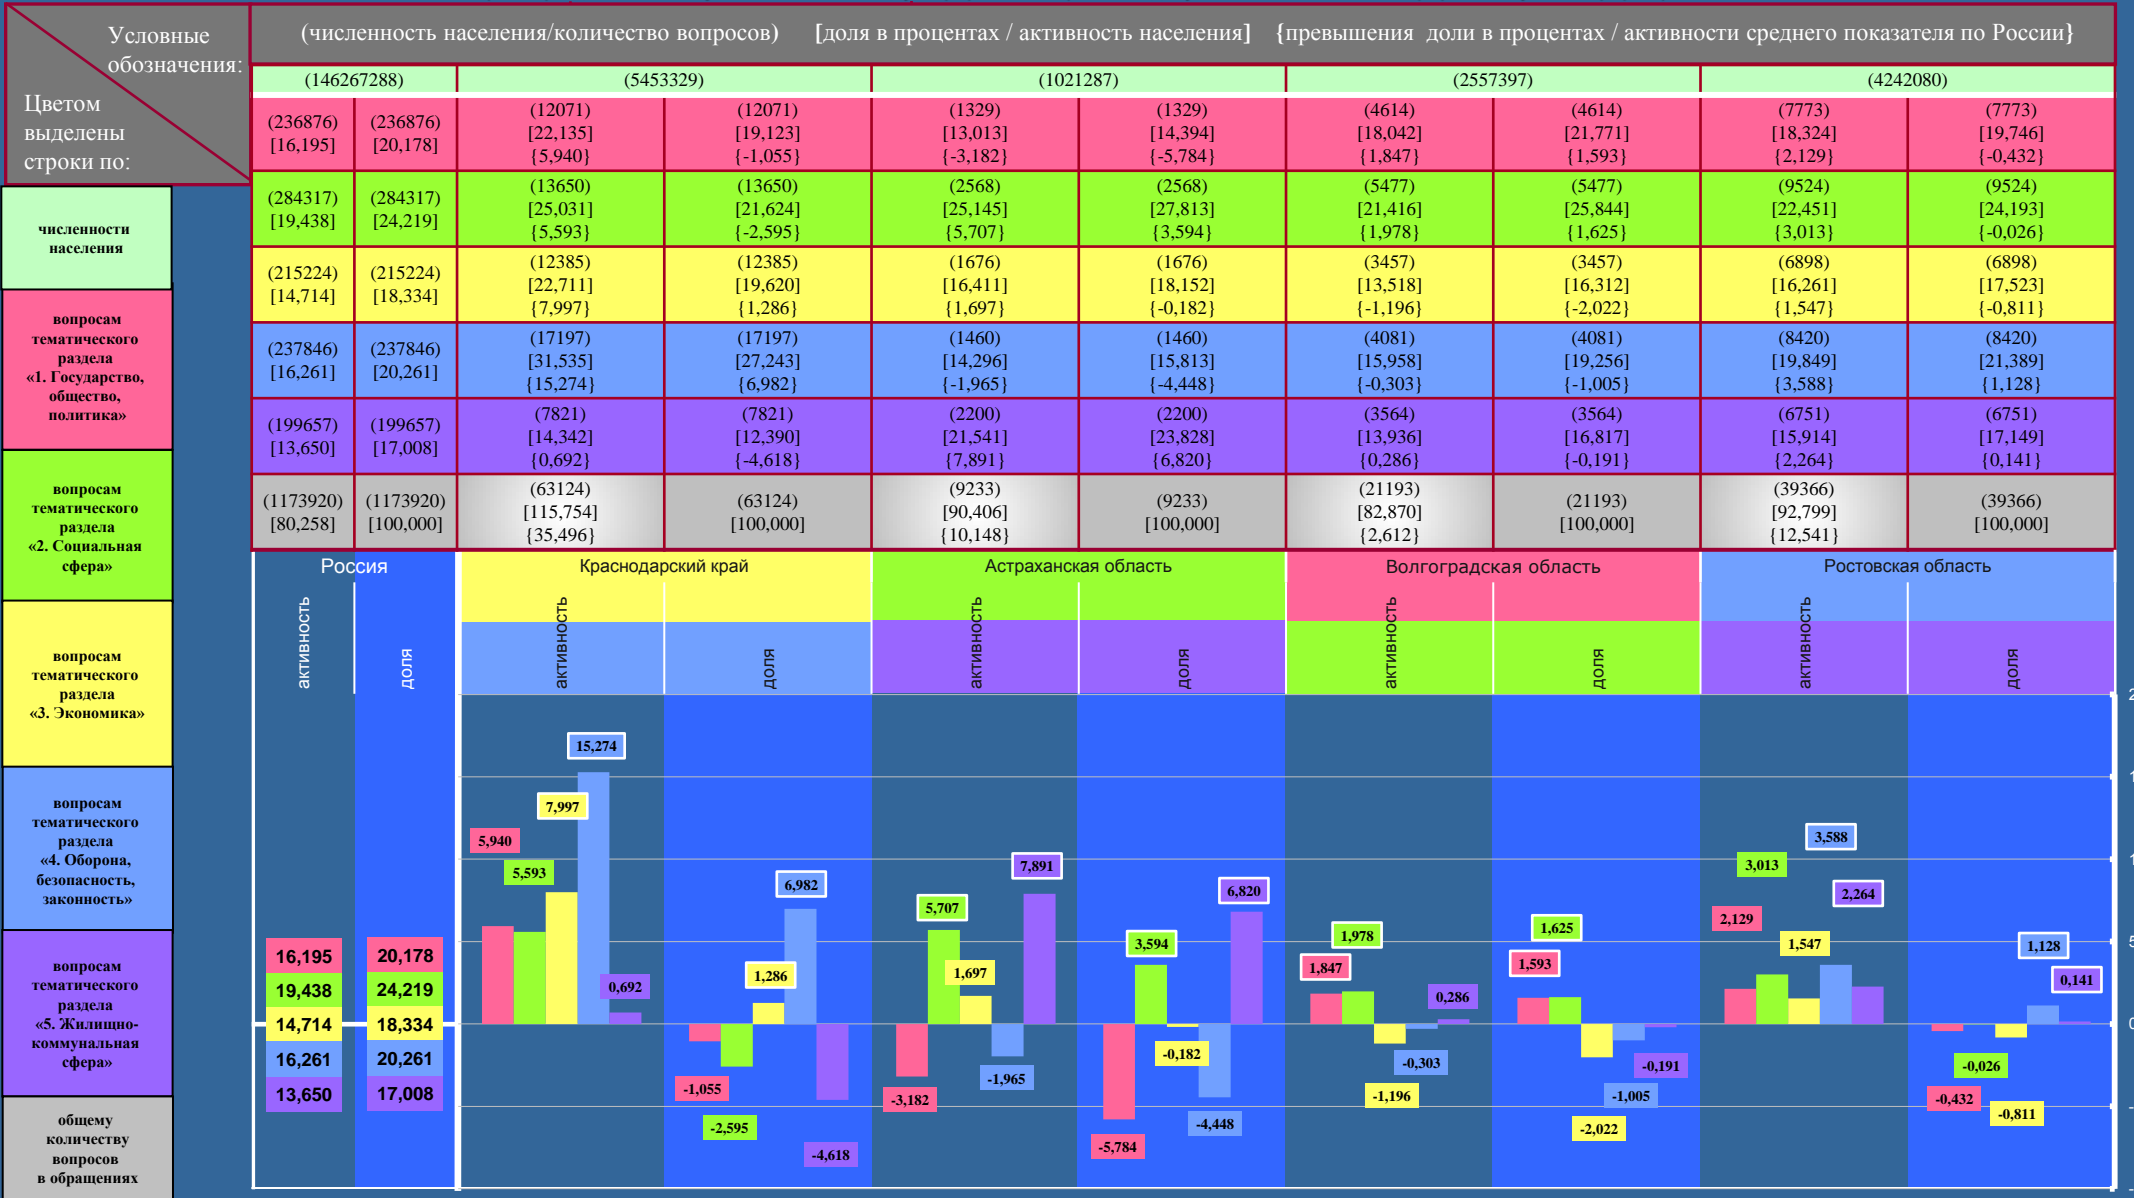 Условные
обозначения:
Цветом
выделены
строки по:
(численность населения/количество вопросов) [доля в процентах / активность населения] {превышения доли в процентах / активности среднего показателя по России}
(146267288) (5453329) (1021287) (2557397) (4242080)
(236876) (236876) (12071) (12071) (1329) (1329) (4614) (4614) (7773) (7773)
[16,195] [20,178] [22,135] [19,123] [13,013] [14,394] [18,042] [21,771] [18,324] [19,746]
{5,940} {-1,055} {-3,182} {-5,784} {1,847} {1,593} {2,129} {-0,432}
(284317) (284317) (13650) (13650) (2568) (2568) (5477) (5477) (9524) (9524)
[19,438] [24,219] [25,031] [21,624] [25,145] [27,813] [21,416] [25,844] [22,451] [24,193]
{5,593} {-2,595} {5,707} {3,594} {1,978} {1,625} {3,013} {-0,026}
(215224) (215224) (12385) (12385) (1676) (1676) (3457) (3457) (6898) (6898)
[14,714] [18,334] [22,711] [19,620] [16,411] [18,152] [13,518] [16,312] [16,261] [17,523]
{7,997} {1,286} {1,697} {-0,182} {-1,196} {-2,022} {1,547} {-0,811}
(237846) (237846) (17197) (17197) (1460) (1460) (4081) (4081) (8420) (8420)
[16,261] [20,261] [31,535] [27,243] [14,296] [15,813] [15,958] [19,256] [19,849] [21,389]
{15,274} {6,982} {-1,965} {-4,448} {-0,303} {-1,005} {3,588} {1,128}
(199657) (199657) (7821) (7821) (2200) (2200) (3564) (3564) (6751) (6751)
[13,650] [17,008] [14,342] [12,390] [21,541] [23,828] [13,936] [16,817] [15,914] [17,149]
{0,692} {-4,618} {7,891} {6,820} {0,286} {-0,191} {2,264} {0,141}
(1173920) (1173920) (63124) (63124) (9233) (9233) (21193) (21193) (39366) (39366)
[80,258] [100,000] [115,754] [100,000] [90,406] [100,000] [82,870] [100,000] [92,799] [100,000]
{35,496} {10,148} {2,612} {12,541}
численности
населения
вопросам
тематического
раздела
«1. Государство,
общество,
политика»
вопросам
тематического
раздела
«2. Социальная
сфера»
вопросам
тематического
раздела
«3. Экономика»
вопросам
тематического
раздела
«4. Оборона,
безопасность,
законность»
вопросам
тематического
раздела
«5. Жилищно-
коммунальная
сфера»
общему
количеству
вопросов
в обращениях
Россия Краснодарский край Астраханская область Волгоградская область Ростовская область
активность доля активность доля активность доля активность доля активность доля
16,195 20,178
19,438 24,219
14,714 18,334
16,261 20,261
13,650 17,008
5,940
5,593
7,997
15,274
0,692
-1,055
-2,595
1,286
6,982
-4,618
-3,182
5,707
1,697
-1,965
7,891
-5,784
3,594
-0,182
-4,448
6,820
1,847
1,978
-1,196
-0,303
0,286
1,593
1,625
-2,022
-1,005
-0,191
2,129
3,013
1,547
3,588
2,264
-0,432
-0,026
-0,811
1,128
0,141